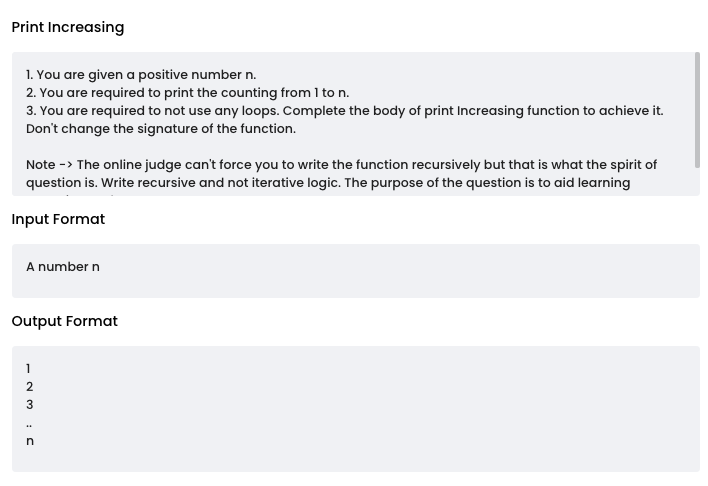 Print Increasing
1. You are given a positive number n.
2. You are required to print the counting from 1 to n.
3. You are required to not use any loops. Complete the body of print Increasing function to achieve it.
Don't change the signature of the function.
Note -> The online judge can't force you to write the function recursively but that is what the spirit of
question is. Write recursive and not iterative logic. The purpose of the question is to aid learning
Input Format
A number n
Output Format
1
2
3
..
n